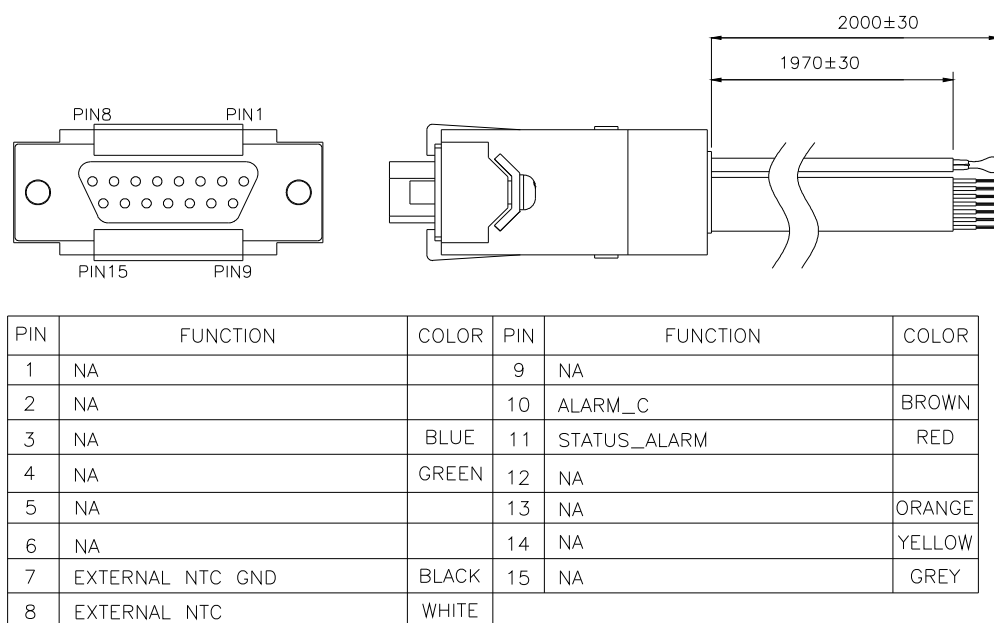 2000±30
1970±30
PIN8 PIN1
PIN15 PIN9
PIN FUNCTION COLOR PIN FUNCTION COLOR
1 NA 9 NA
2 NA 10 ALARM_C BROWN
3 NA BLUE 11 STATUS_ALARM RED
4 NA GREEN 12 NA
5 NA 13 NA ORANGE
6 NA 14 NA YELLOW
7 EXTERNAL NTC GND BLACK 15 NA GREY
8 EXTERNAL NTC WHITE